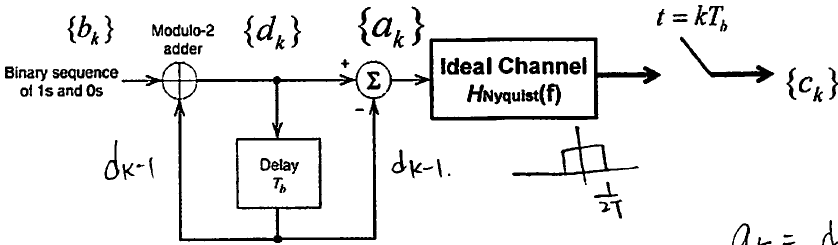 {b_k} Modulo-2 adder {d_k} {a_k} t = kT_b
Binary sequence of 1s and 0s
+
Σ
-
Ideal Channel
H_Nyquist(f)
{c_k}
d_{k-1}
Delay
T_b
d_{k-1}.
1/2T
a_k = d